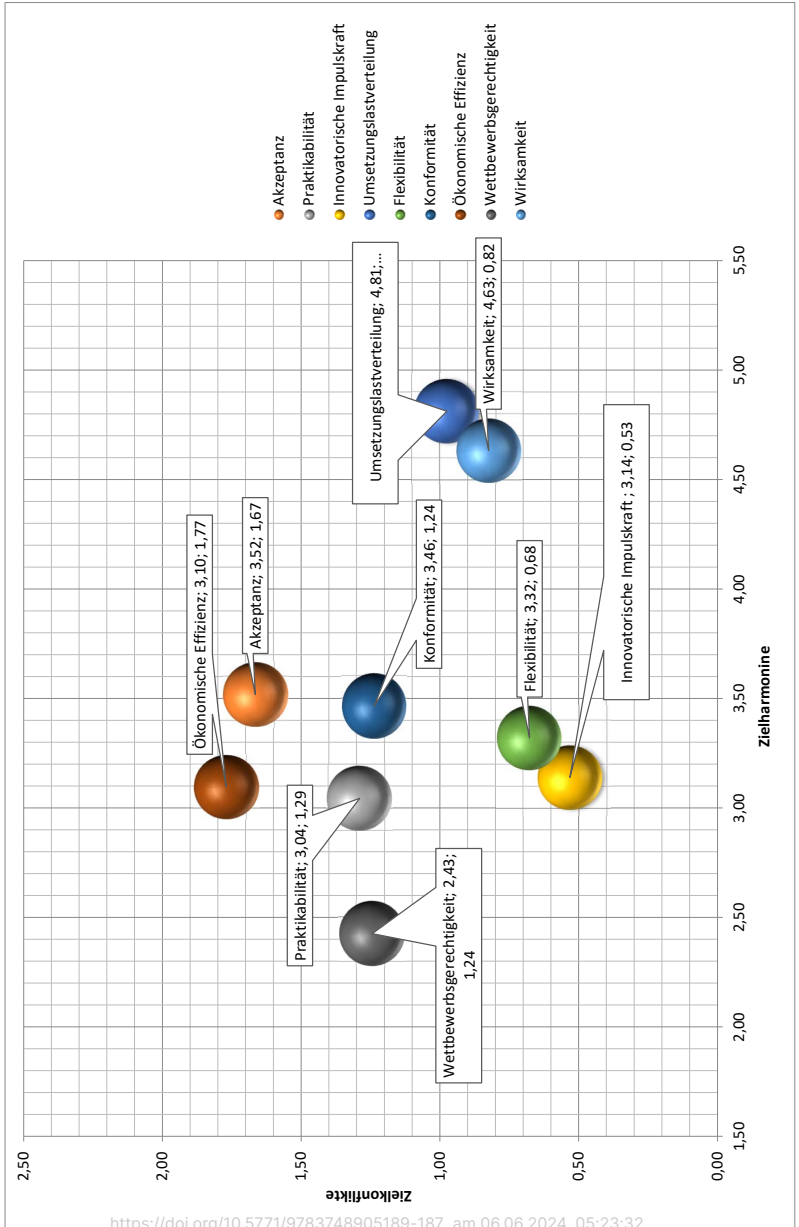 2,50
2,00
1,50
1,00
0,50
0,00
Zielkonflikte
1,50
2,00
2,50
3,00
3,50
4,00
4,50
5,00
5,50
Zielharmonine
Ökonomische Effizienz; 3,10; 1,77
Akzeptanz; 3,52; 1,67
Praktikabilität; 3,04; 1,29
Konformität; 3,46; 1,24
Wettbewerbsgerechtigkeit; 2,43;
1,24
Umsetzungslastverteilung; 4,81;...
Wirksamkeit; 4,63; 0,82
Flexibilität; 3,32; 0,68
Innovatorische Impulskraft ; 3,14; 0,53
Akzeptanz
Praktikabilität
Innovatorische Impulskraft
Umsetzungslastverteilung
Flexibilität
Konformität
Ökonomische Effizienz
Wettbewerbsgerechtigkeit
Wirksamkeit
https://doi.org/10.5771/9783748905189-187, am 06.06.2024, 05:23:32